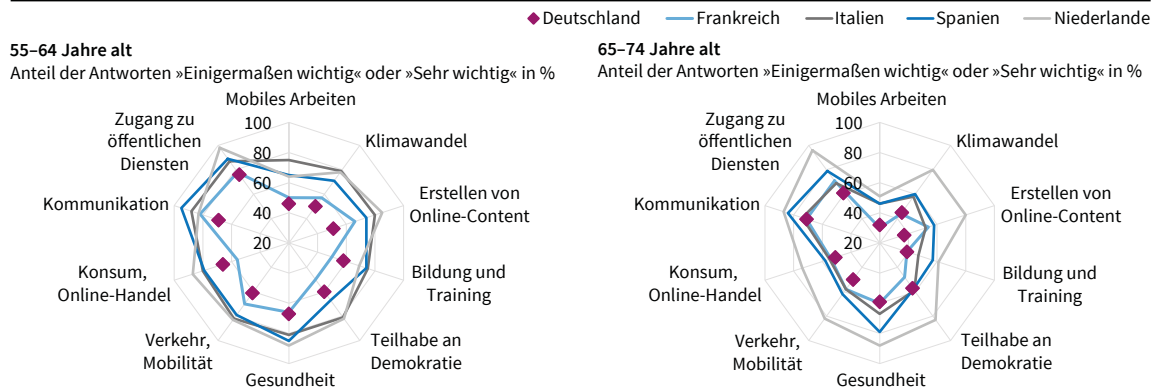 Deutschland Frankreich Italien Spanien Niederlande
55–64 Jahre alt
Anteil der Antworten »Einigermaßen wichtig« oder »Sehr wichtig« in %
Mobiles Arbeiten
Zugang zu
öffentlichen
Diensten
Klimawandel
Kommunikation
Erstellen von
Online-Content
Konsum,
Online-Handel
Bildung und
Training
Verkehr,
Mobilität
Teilhabe an
Demokratie
Gesundheit
100
80
60
40
20
65–74 Jahre alt
Anteil der Antworten »Einigermaßen wichtig« oder »Sehr wichtig« in %
Mobiles Arbeiten
Zugang zu
öffentlichen
Diensten
Klimawandel
Kommunikation
Erstellen von
Online-Content
Konsum,
Online-Handel
Bildung und
Training
Verkehr,
Mobilität
Teilhabe an
Demokratie
Gesundheit
100
80
60
40
20